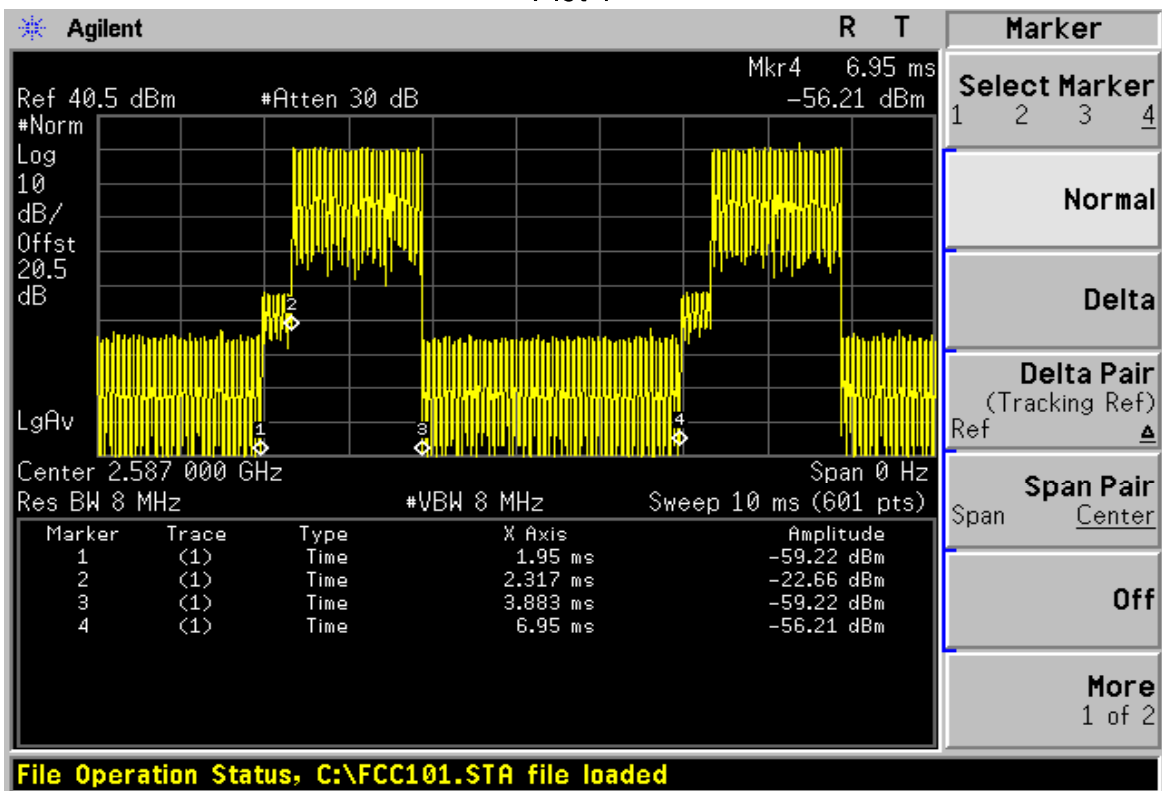 Agilent R T
Marker
Mkr4 6.95 ms
Ref 40.5 dBm #Atten 30 dB -56.21 dBm
#Norm
Log
10
dB/
Offst
20.5
dB
LgAv
1
2
3
4
Center 2.587 000 GHz Span 0 Hz
Res BW 8 MHz #VBW 8 MHz Sweep 10 ms (601 pts)
Marker Trace Type X Axis Amplitude
1 (1) Time 1.95 ms -59.22 dBm
2 (1) Time 2.317 ms -22.66 dBm
3 (1) Time 3.883 ms -59.22 dBm
4 (1) Time 6.95 ms -56.21 dBm
Select Marker
1 2 3 4
Normal
Delta
Delta Pair
(Tracking Ref)
Ref Δ
Span Pair
Span Center
Off
More
1 of 2
File Operation Status, C:\FCC101.STA file loaded